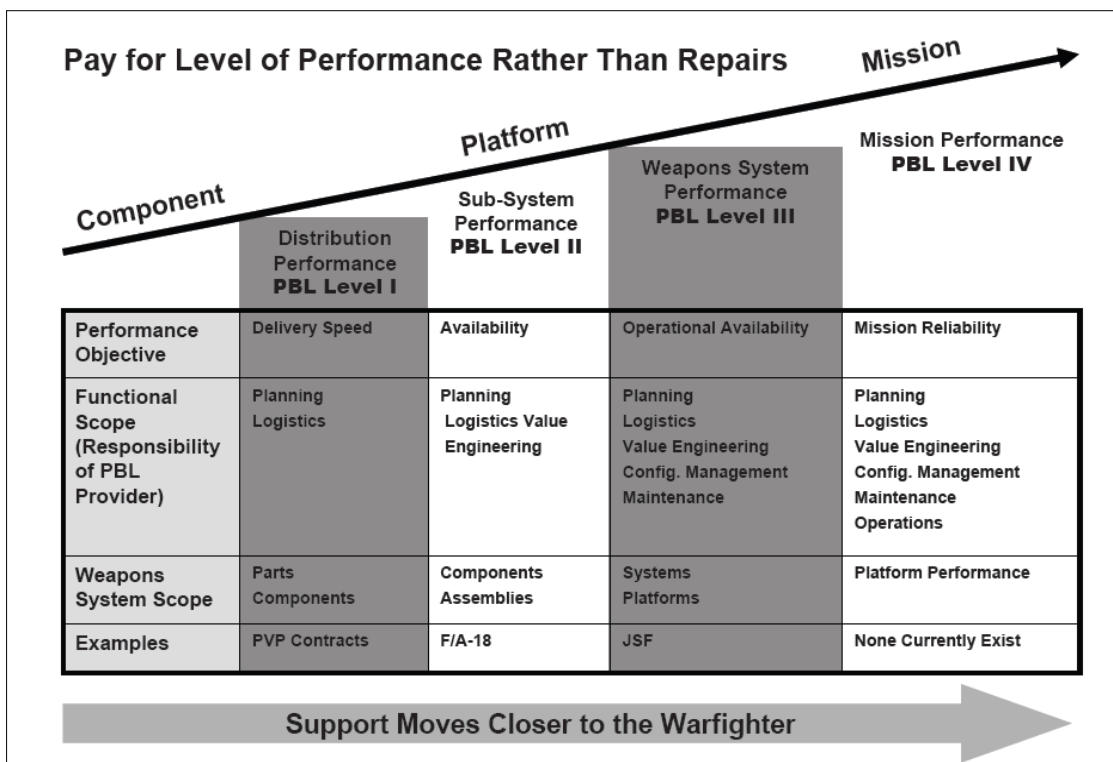 Pay for Level of Performance Rather Than Repairs
Mission
Platform
Component
Mission Performance
PBL Level IV
Weapons System
Performance
PBL Level III
Sub-System
Performance
PBL Level II
Distribution
Performance
PBL Level I
Performance
Objective
Delivery Speed
Availability
Operational Availability
Mission Reliability
Functional
Scope
(Responsibility
of PBL
Provider)
Planning
Logistics
Planning
Logistics Value
Engineering
Planning
Logistics
Value Engineering
Config. Management
Maintenance
Planning
Logistics
Value Engineering
Config. Management
Maintenance
Operations
Weapons
System Scope
Parts
Components
Components
Assemblies
Systems
Platforms
Platform Performance
Examples
PVP Contracts
F/A-18
JSF
None Currently Exist
Support Moves Closer to the Warfighter